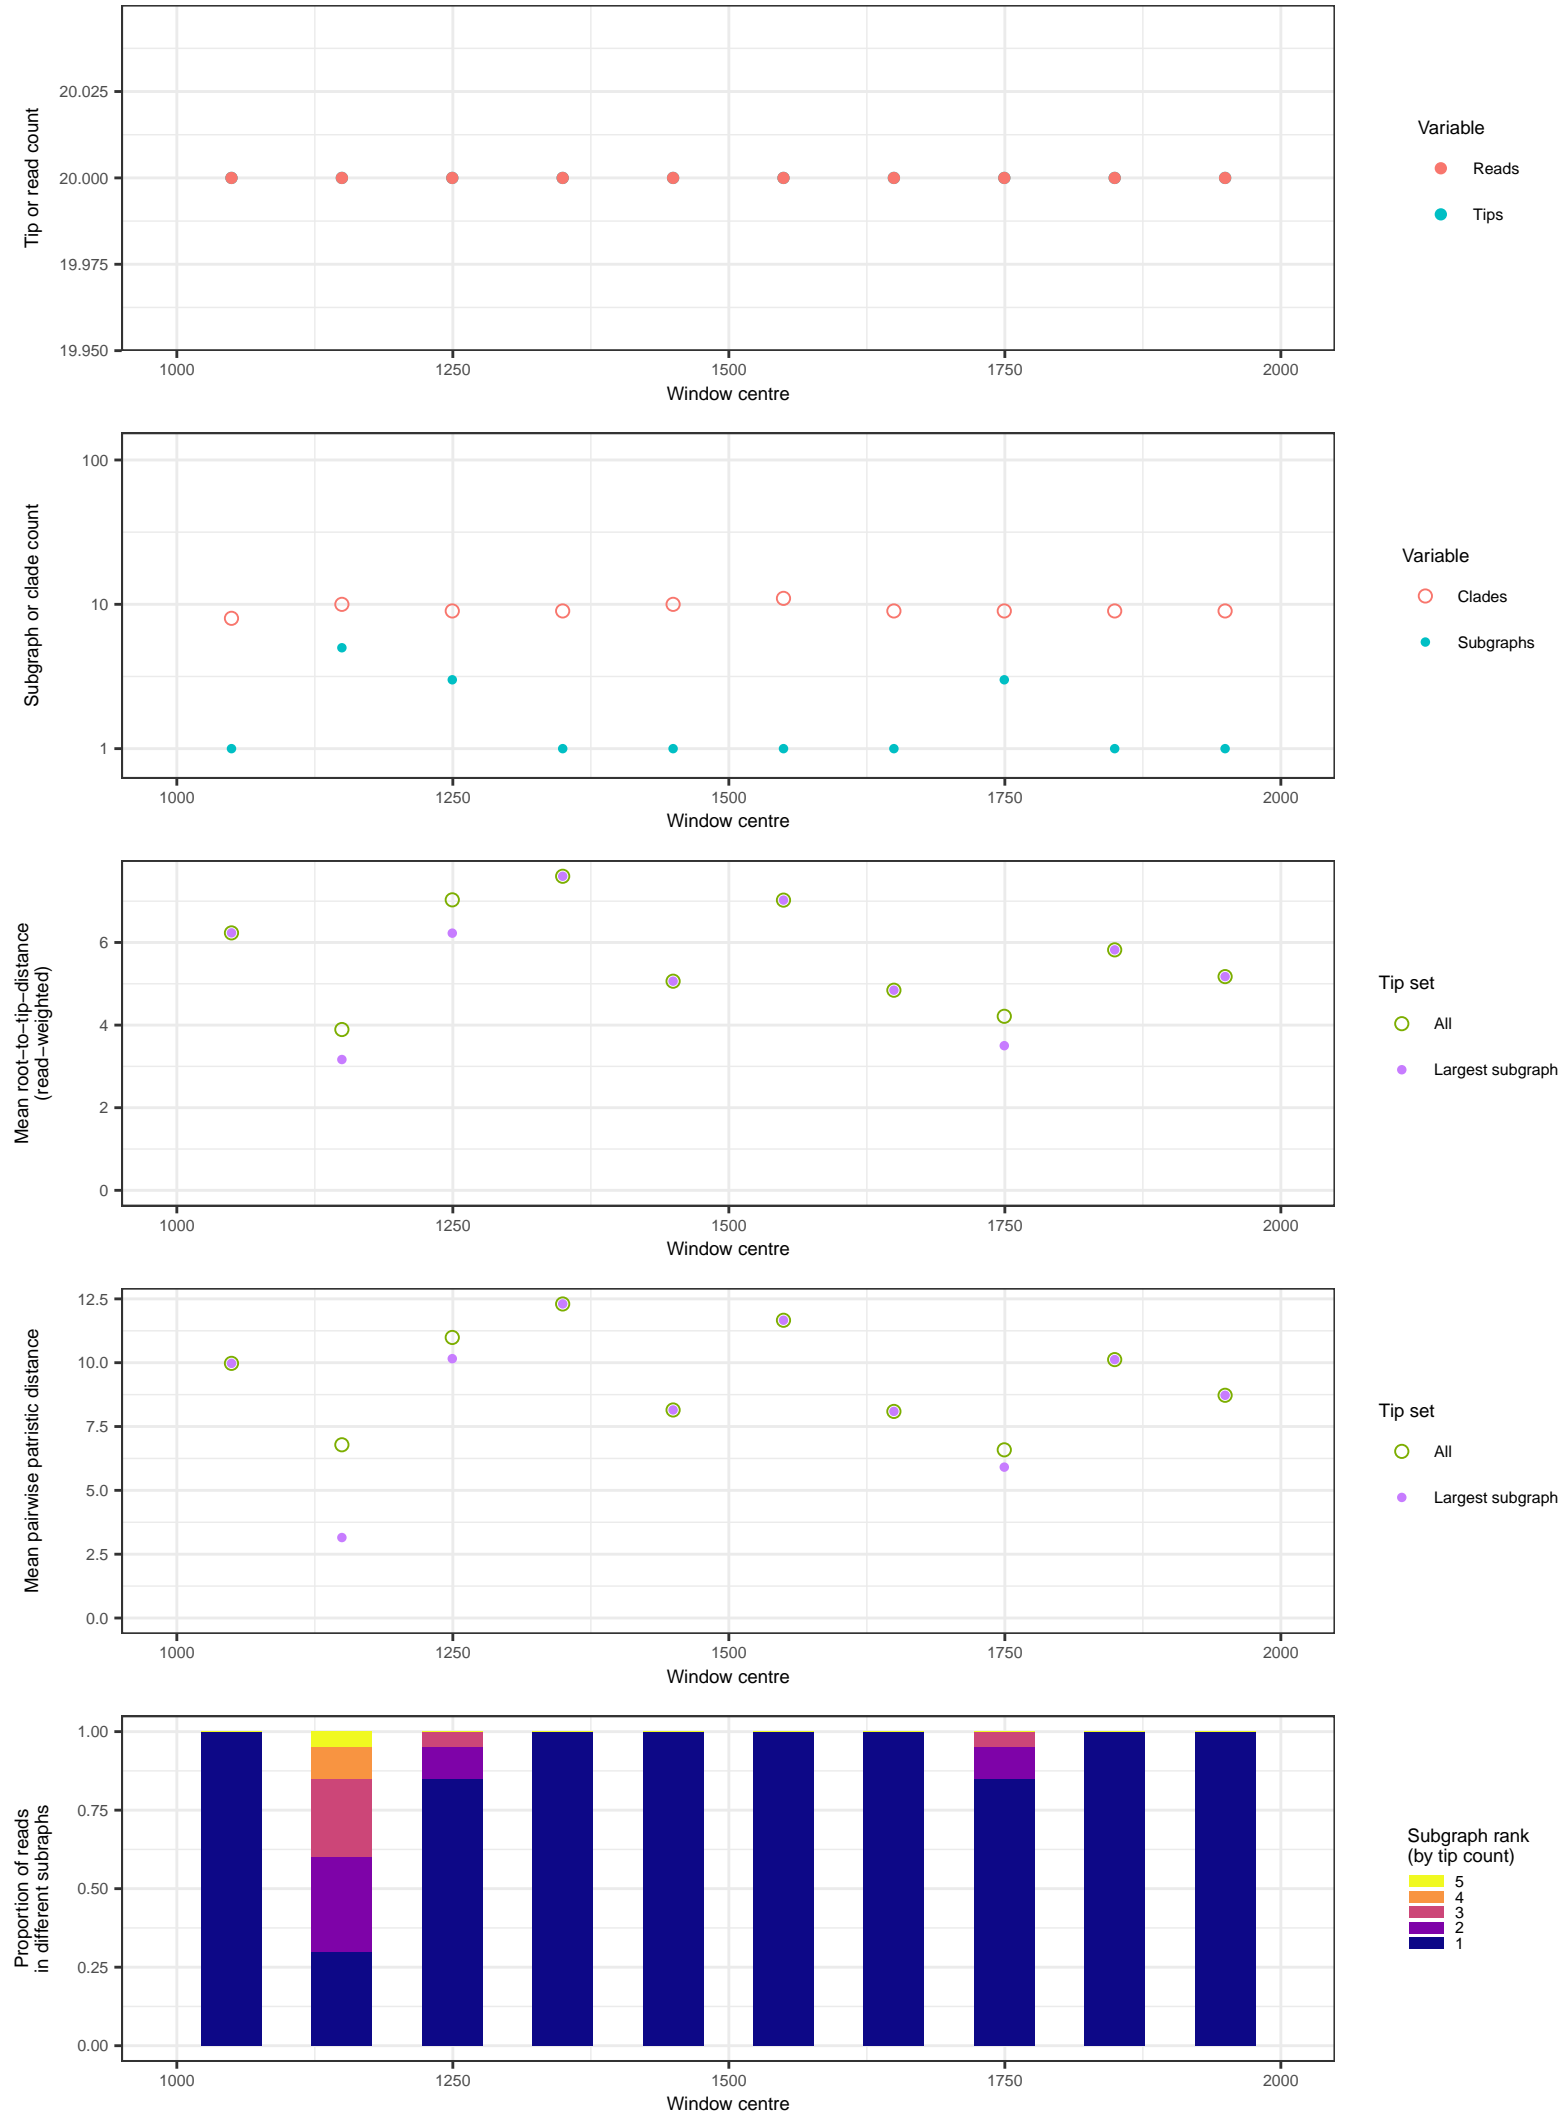 Tip or read count
20.025
20.000
19.975
19.950
1000 1250 1500 1750 2000
Window centre
Variable
Reads
Tips
Subgraph or clade count
100
10
1
1000 1250 1500 1750 2000
Window centre
Variable
Clades
Subgraphs
Mean root−to−tip−distance
(read−weighted)
6
4
2
0
1000 1250 1500 1750 2000
Window centre
Tip set
All
Largest subgraph
Mean pairwise patristic distance
12.5
10.0
7.5
5.0
2.5
0.0
1000 1250 1500 1750 2000
Window centre
Tip set
All
Largest subgraph
Proportion of reads
in different subraphs
1.00
0.75
0.50
0.25
0.00
1000 1250 1500 1750 2000
Window centre
Subgraph rank
(by tip count)
5
4
3
2
1